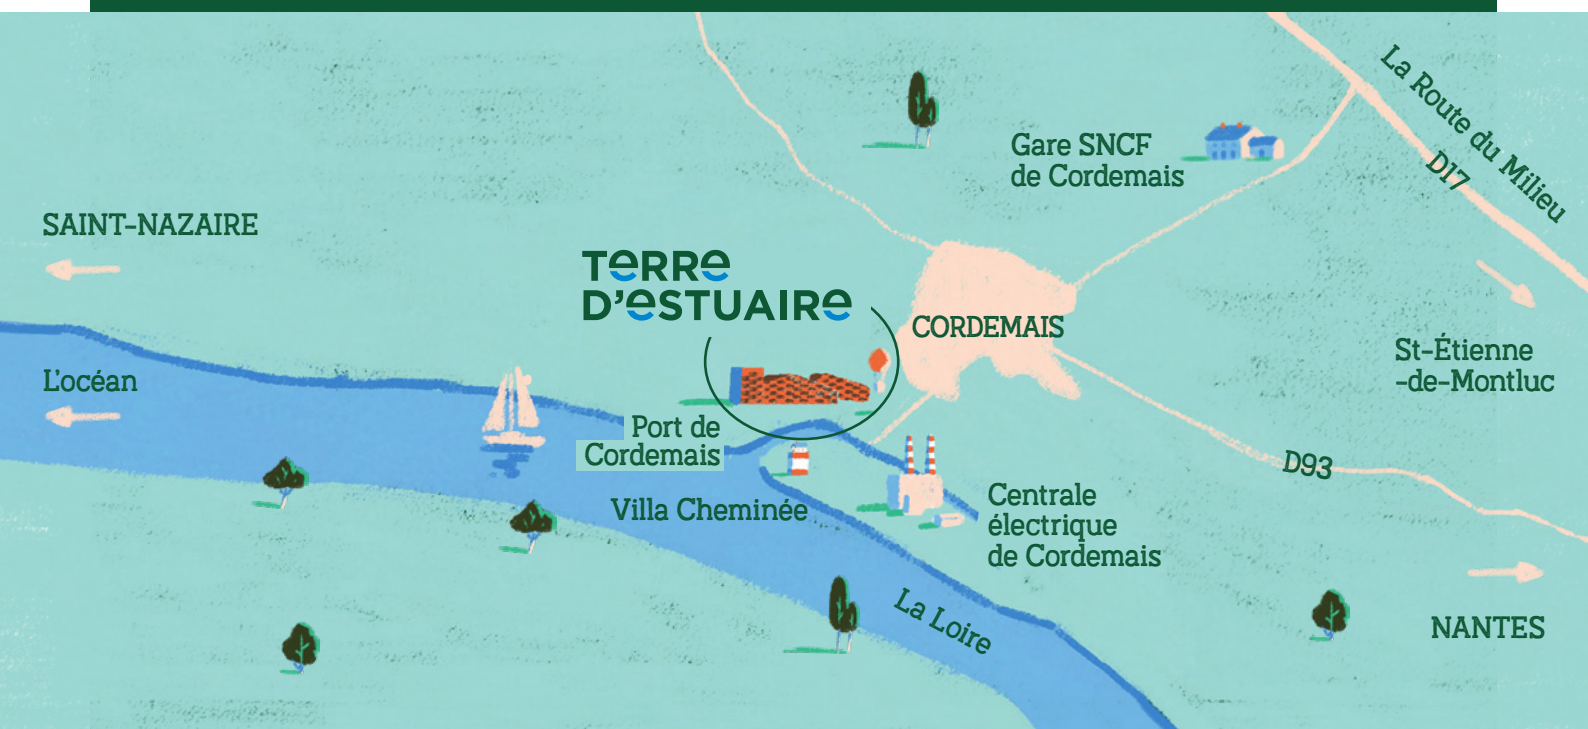 La Route du Milieu
D17
Gare SNCF
de Cordemais
SAINT-NAZAIRE
TERRE
D'ESTUAIRE
CORDEMAIS
St-Étienne
-de-Montluc
L'océan
Port de
Cordemais
D93
Villa Cheminée
Centrale
électrique
de Cordemais
La Loire
NANTES